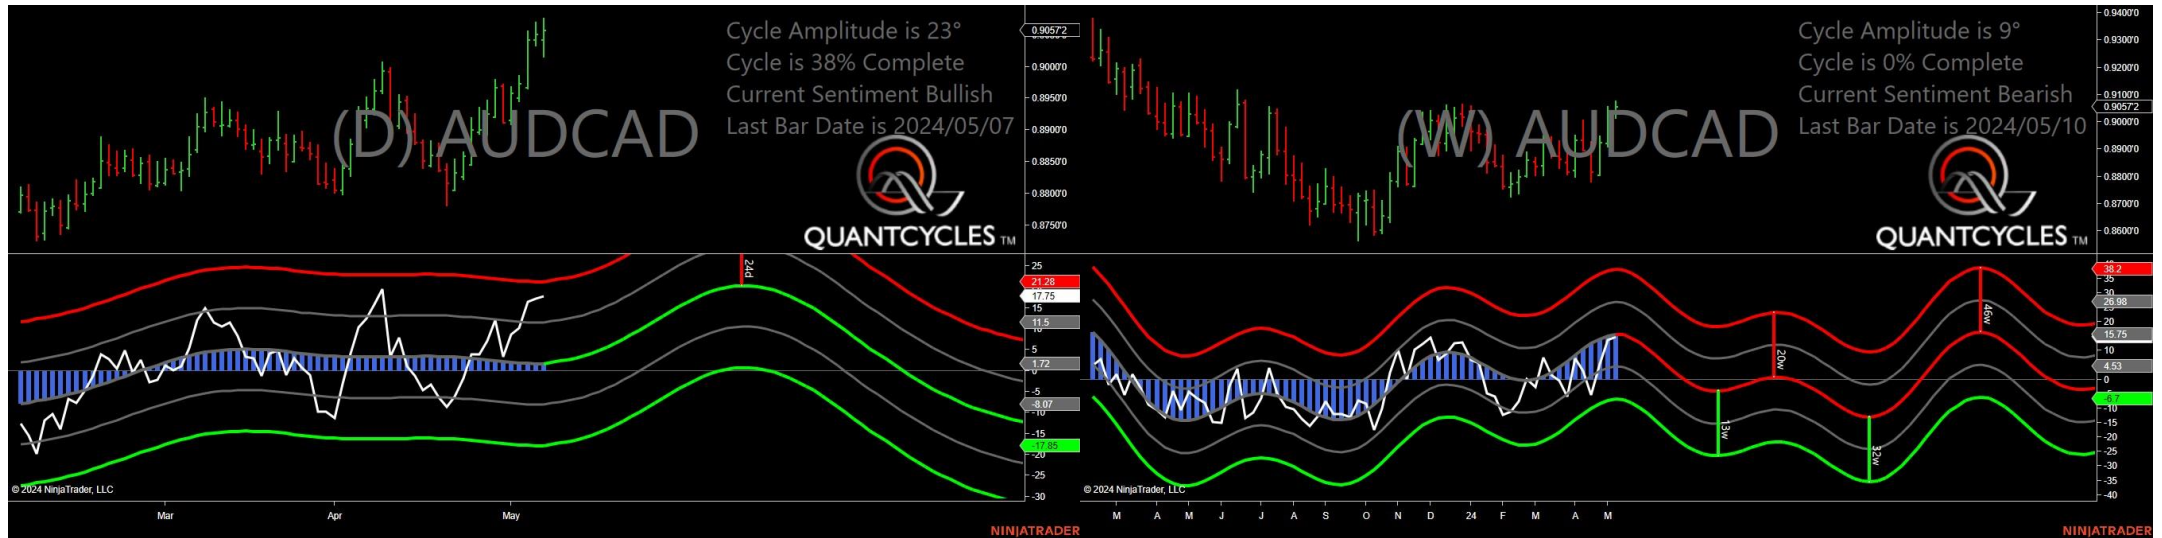 Cycle Amplitude is 23°
Cycle is 38% Complete
Current Sentiment Bullish
Last Bar Date is 2024/05/07
(D) AUDCAD
QUANTCYCLES TM
0.9057'2
0.9000'0
0.8950'0
0.8900'0
0.8850'0
0.8800'0
0.8750'0
24d
25
21.28
17.75
15
11.5
5
1.72
0
-5
-8.07
-10
-15
-17.85
-20
-25
-30
© 2024 NinjaTrader, LLC
Mar
Apr
May
NINJATRADER
Cycle Amplitude is 9°
Cycle is 0% Complete
Current Sentiment Bearish
Last Bar Date is 2024/05/10
(W) AUDCAD
QUANTCYCLES TM
0.9400'0
0.9300'0
0.9200'0
0.9100'0
0.9057'2
0.9000'0
0.8900'0
0.8800'0
0.8700'0
0.8600'0
46w
20w
13w
32w
38.2
35
30
26.98
20
15.75
10
4.53
0
-6.7
-10
-15
-20
-25
-30
-35
-40
© 2024 NinjaTrader, LLC
M A M J J A S O N D 24 F M A M
NINJATRADER